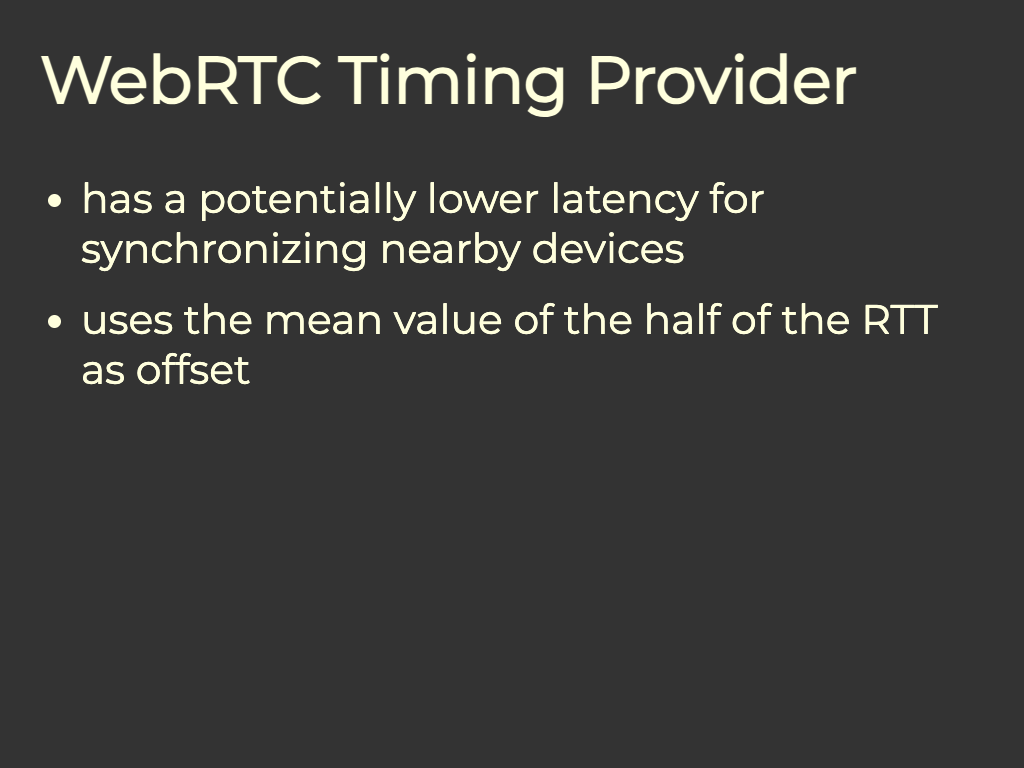 WebRTC Timing Provider
• has a potentially lower latency for
synchronizing nearby devices
• uses the mean value of the half of the RTT
as offset